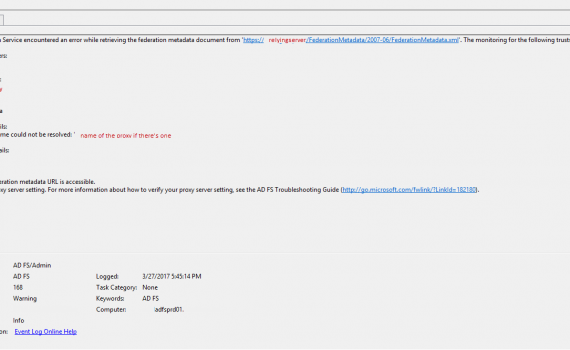 Service encountered an error while retrieving the federation metadata document from 'https:// relyingserver/FederationMetadata/2007-06/FederationMetadata.xml'. The monitoring for the following trusts
ers:
y
a
ils:
me could not be resolved: ' name of the proxy if there's one
ails:
eration metadata URL is accessible.
xy server setting. For more information about how to verify your proxy server setting, see the AD FS Troubleshooting Guide (http://go.microsoft.com/fwlink/?LinkId=182180).
AD FS/Admin
AD FS Logged: 3/27/2017 5:45:14 PM
168 Task Category: None
Warning Keywords: AD FS
Computer: adfsprd01.
Info
on: Event Log Online Help